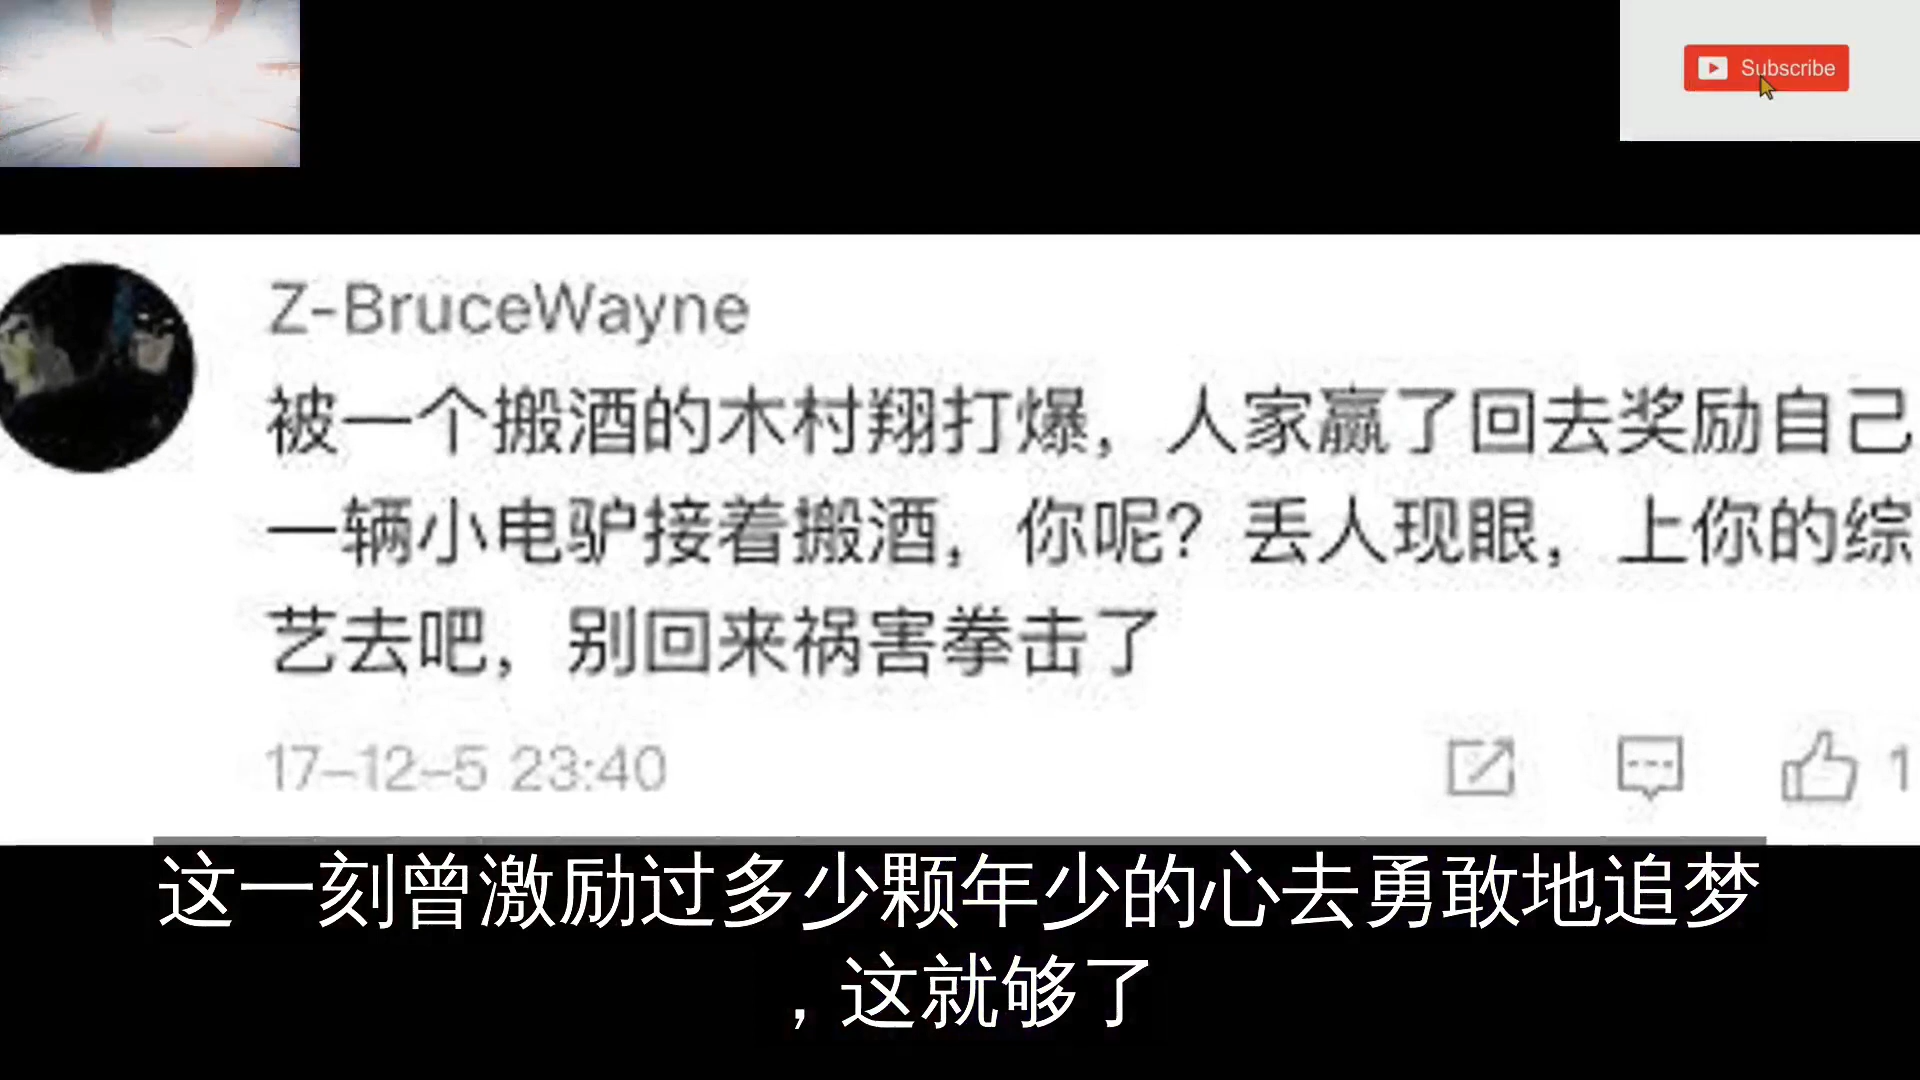 Subscribe
Z-BruceWayne
被一个搬酒的木村翔打爆，人家赢了回去奖励自己
一辆小电驴接着搬酒，你呢？丢人现眼，上你的综
艺去吧，别回来祸害拳击了
17-12-5 23:40
1
这一刻曾激励过多少颗年少的心去勇敢地追梦
，这就够了